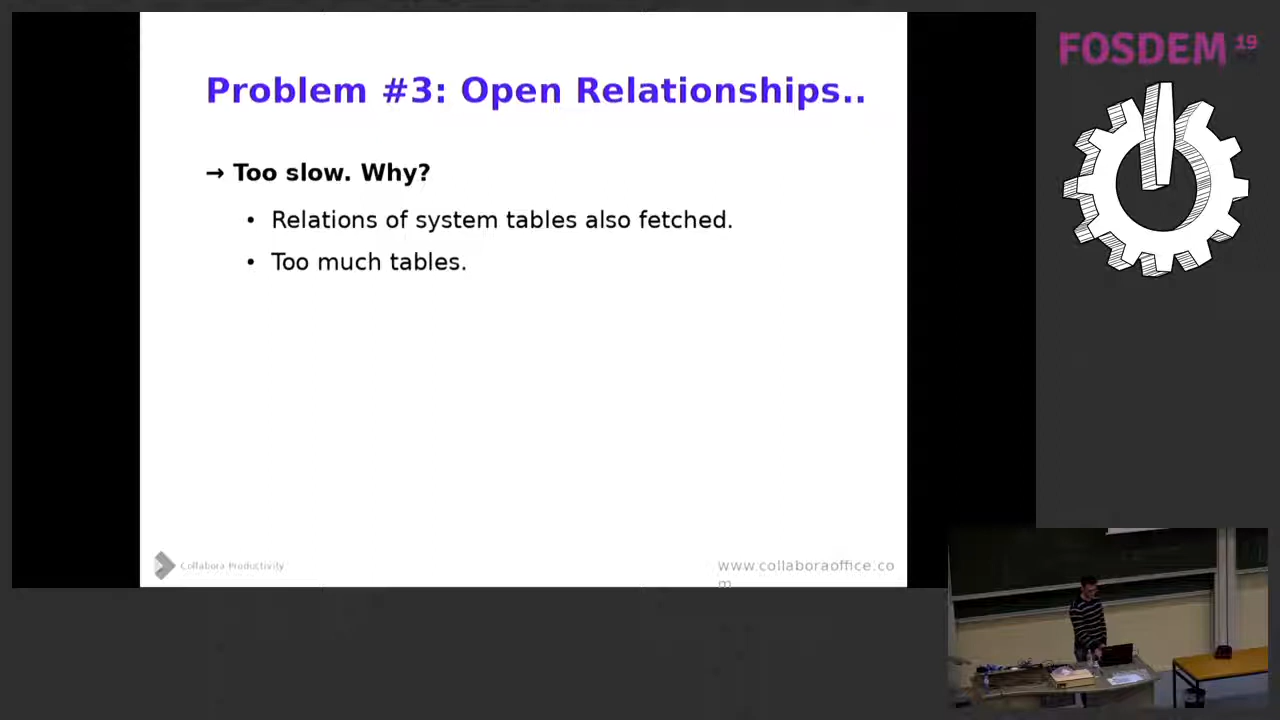 Problem #3: Open Relationships..
→ Too slow. Why?
• Relations of system tables also fetched.
• Too much tables.
Collabora Productivity
www.collaboraoffice.co
m
FOSDEM 19